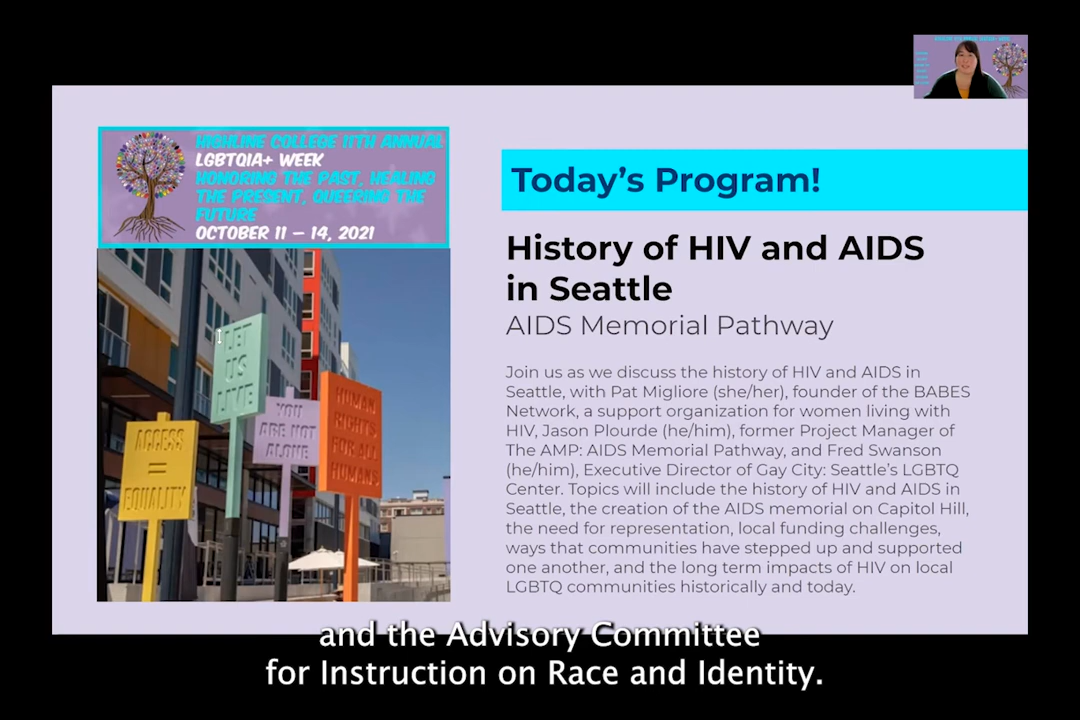 HIGHLINE COLLEGE 11TH ANNUAL
LGBTQIA+ WEEK
HONORING THE PAST, HEALING
THE PRESENT, QUEERING THE
FUTURE
OCTOBER 11 – 14, 2021
LET
US
LIVE
YOU
ARE NOT
ALONE
HUMAN
RIGHTS
FOR ALL
HUMANS
ACCESS
=
EQUALITY
Today's Program!
History of HIV and AIDS
in Seattle
AIDS Memorial Pathway
Join us as we discuss the history of HIV and AIDS in
Seattle, with Pat Migliore (she/her), founder of the BABES
Network, a support organization for women living with
HIV, Jason Plourde (he/him), former Project Manager of
The AMP: AIDS Memorial Pathway, and Fred Swanson
(he/him), Executive Director of Gay City: Seattle's LGBTQ
Center. Topics will include the history of HIV and AIDS in
Seattle, the creation of the AIDS memorial on Capitol Hill,
the need for representation, local funding challenges,
ways that communities have stepped up and supported
one another, and the long term impacts of HIV on local
LGBTQ communities historically and today.
and the Advisory Committee
for Instruction on Race and Identity.